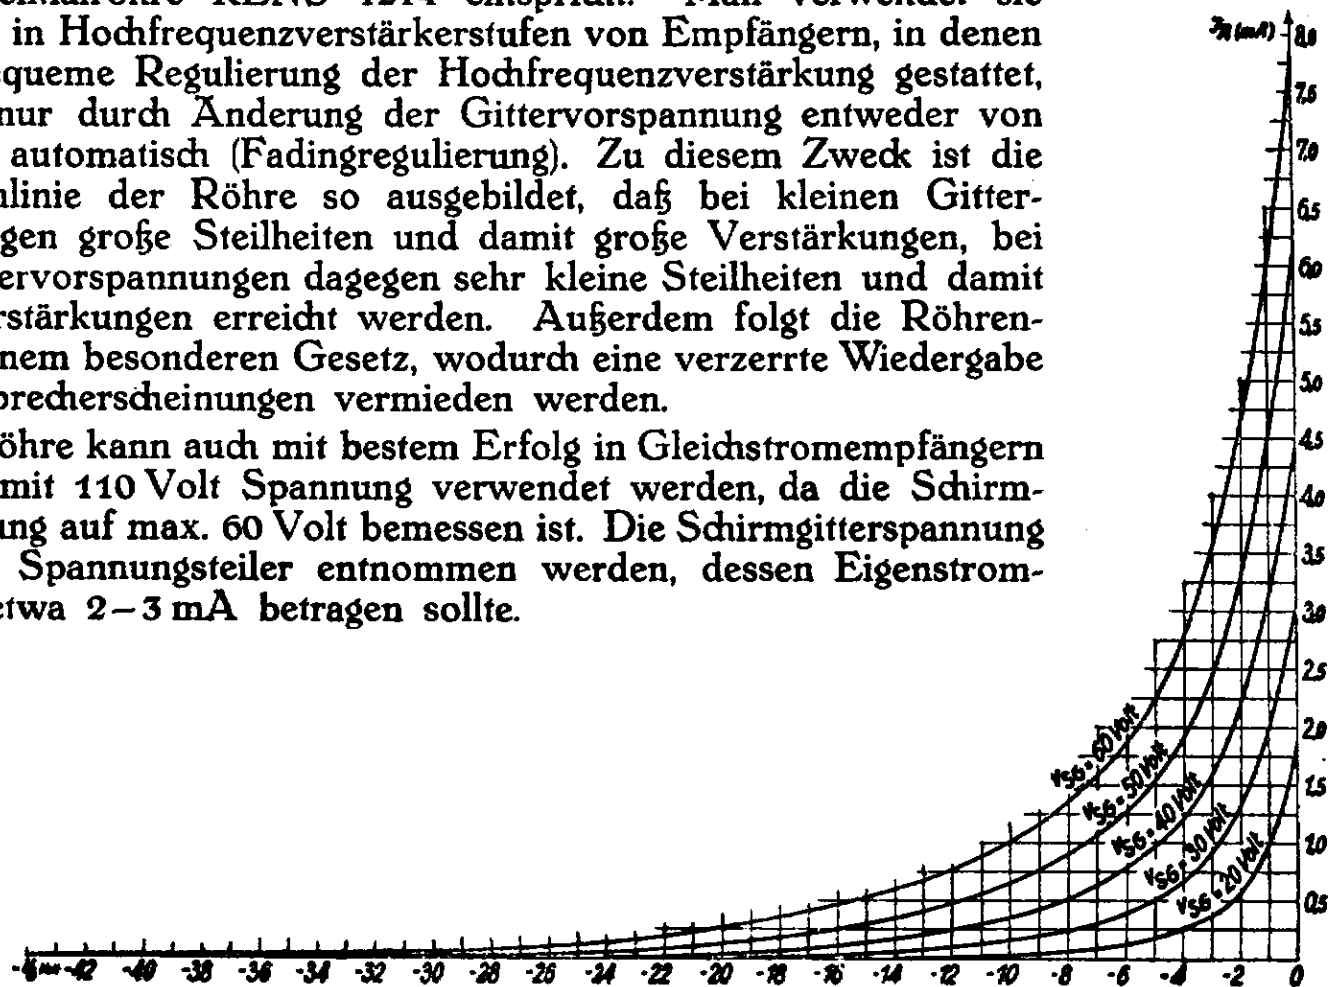 in Hochfrequenzverstärkerstufen von Empfängern, in denen
queme Regulierung der Hochfrequenzverstärkung gestattet,
nur durch Änderung der Gittervorspannung entweder von
automatisch (Fadingregulierung). Zu diesem Zweck ist die
nlinie der Röhre so ausgebildet, daß bei kleinen Gitter-
gen große Steilheiten und damit große Verstärkungen, bei
ervorspannungen dagegen sehr kleine Steilheiten und damit
rstärkungen erreicht werden. Außerdem folgt die Röhren-
nem besonderen Gesetz, wodurch eine verzerrte Wiedergabe
precherscheinungen vermieden werden.
öhre kann auch mit bestem Erfolg in Gleichstromempfängern
mit 110 Volt Spannung verwendet werden, da die Schirm-
ung auf max. 60 Volt bemessen ist. Die Schirmgitterspannung
Spannungsteiler entnommen werden, dessen Eigenstrom-
etwa 2–3 mA betragen sollte.
(mA)
8,0
7,5
7,0
6,5
6,0
5,5
5,0
4,5
4,0
3,5
3,0
2,5
2,0
1,5
1,0
0,5
VSG = 60 Volt
VSG = 50 Volt
VSG = 40 Volt
VSG = 30 Volt
VSG = 20 Volt
-42 -40 -38 -36 -34 -32 -30 -28 -26 -24 -22 -20 -18 -16 -14 -12 -10 -8 -6 -4 -2 0